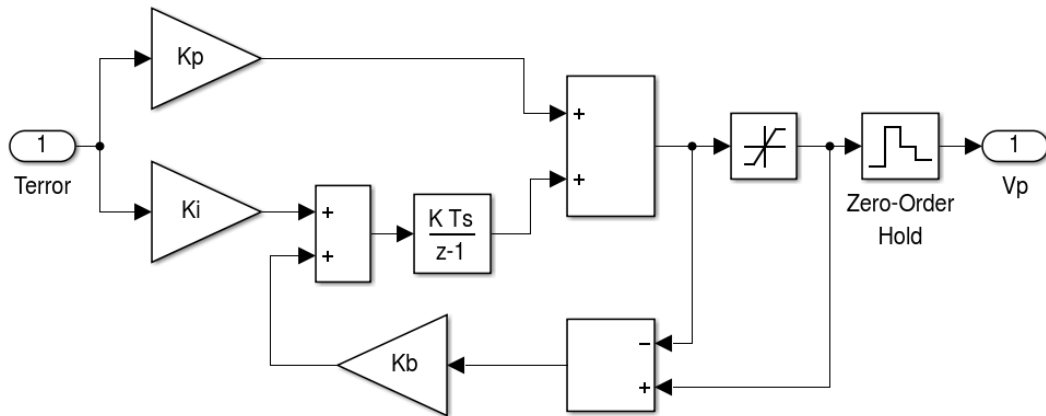 Kp
+
1
1
Terror
+
Vp
Ki
+
K Ts
z-1
Zero-Order
Hold
+
Kb
−
+